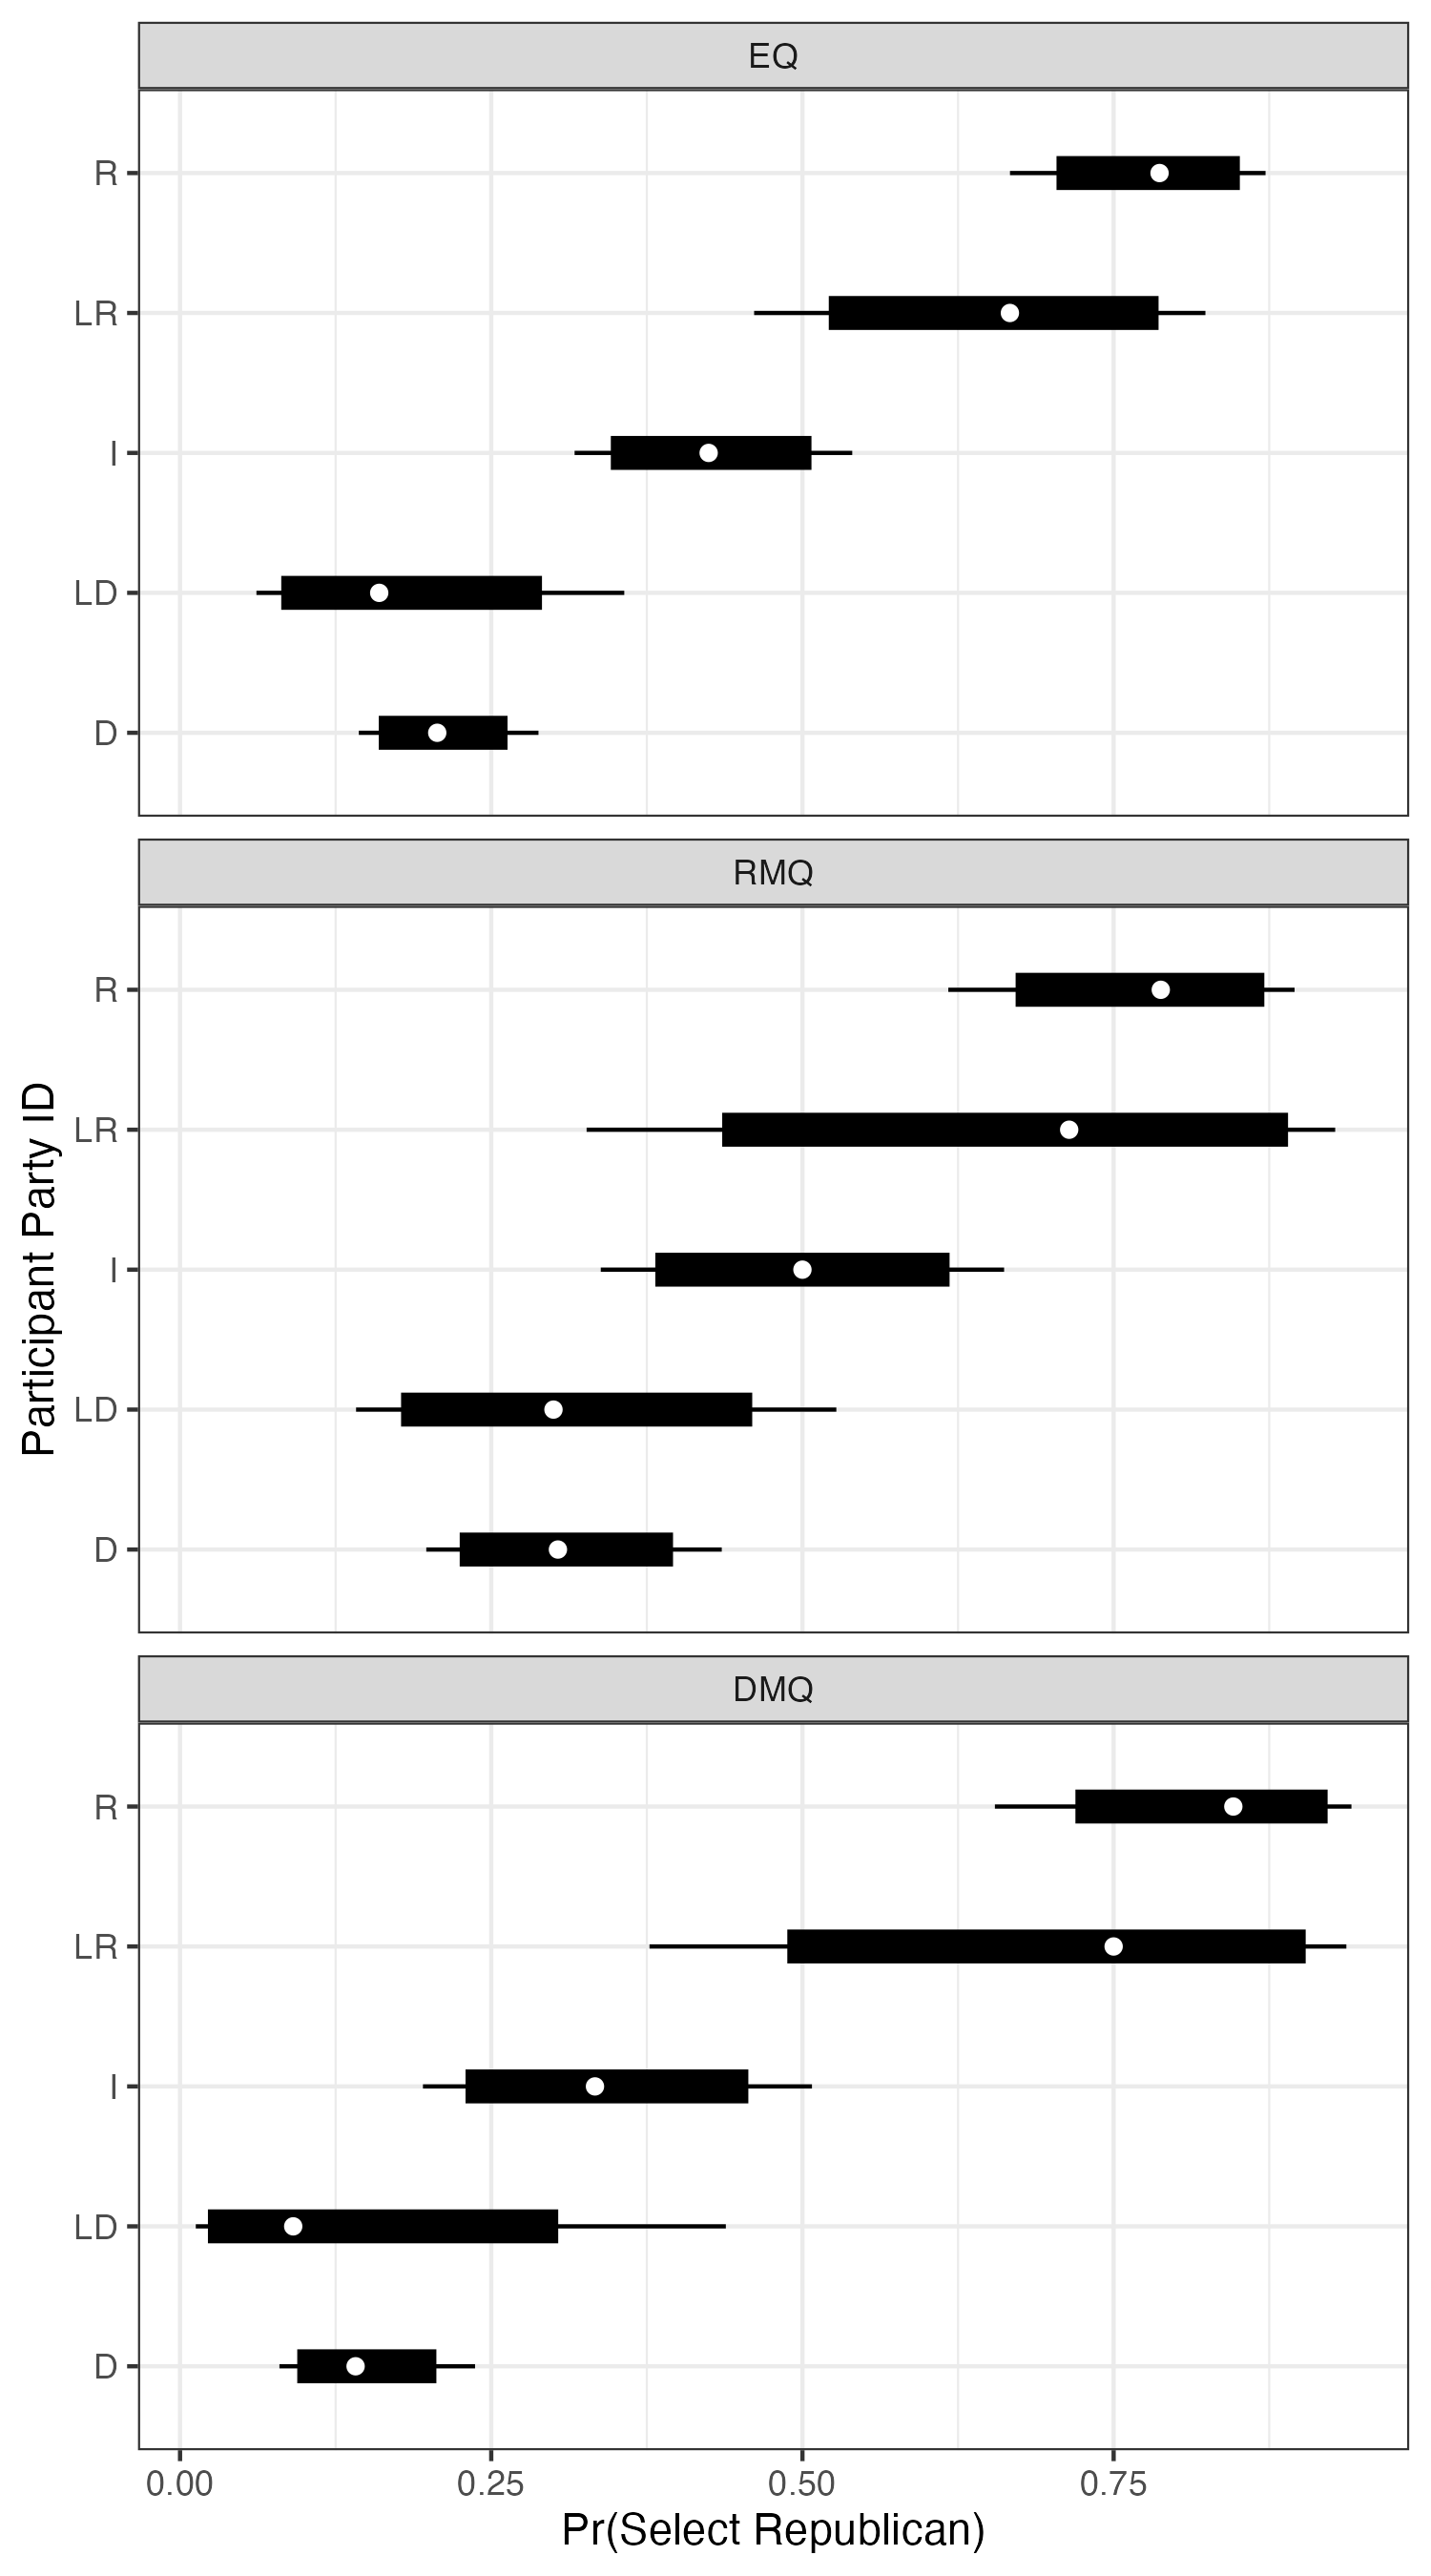 EQ
R
LR
I
LD
D
RMQ
R
LR
I
LD
D
DMQ
R
LR
I
LD
D
Participant Party ID
0.00 0.25 0.50 0.75
Pr(Select Republican)